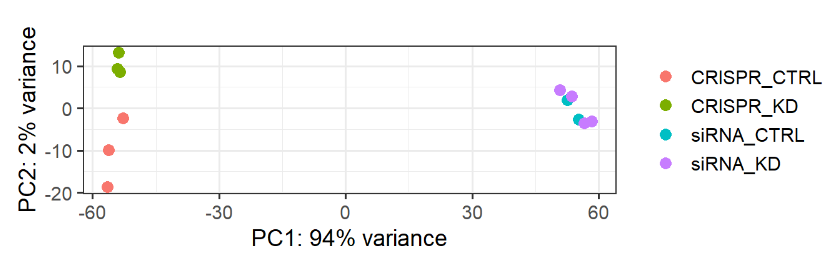 PC2: 2% variance
10
0
-10
-20
-60
-30
0
30
60
PC1: 94% variance
CRISPR_CTRL
CRISPR_KD
siRNA_CTRL
siRNA_KD